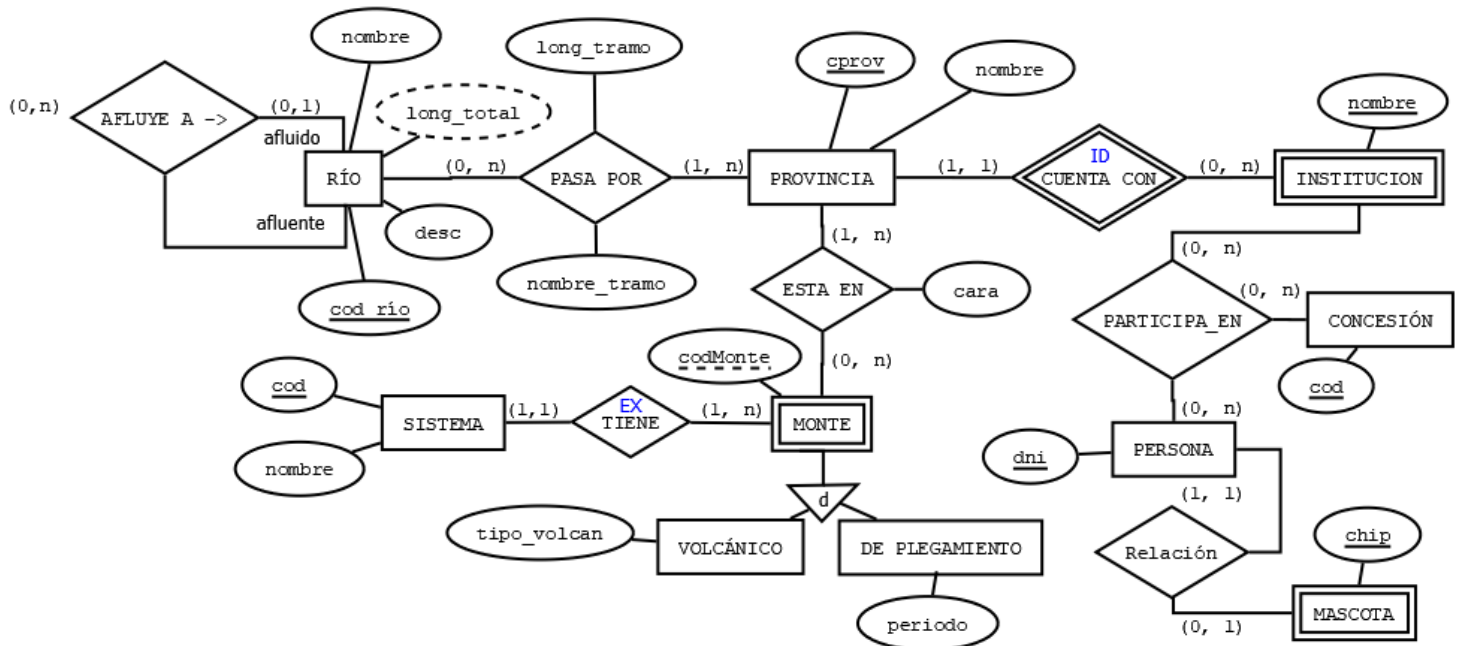 nombre
long_tramo
cprov
nombre
(0,n)
AFLUYE A ->
(0,1)
afluido
long_total
nombre
RÍO
(0, n)
PASA POR
(1, n)
PROVINCIA
(1, 1)
ID
CUENTA CON
(0, n)
INSTITUCION
afluente
desc
(1, n)
(0, n)
nombre_tramo
ESTA EN
cara
(0, n)
cod río
PARTICIPA_EN
CONCESIÓN
codMonte
(0, n)
cod
cod
SISTEMA
(1,1)
EX
TIENE
(1, n)
MONTE
(0, n)
nombre
dni
PERSONA
d
(1, 1)
tipo_volcan
VOLCÁNICO
DE PLEGAMIENTO
Relación
chip
periodo
(0, 1)
MASCOTA